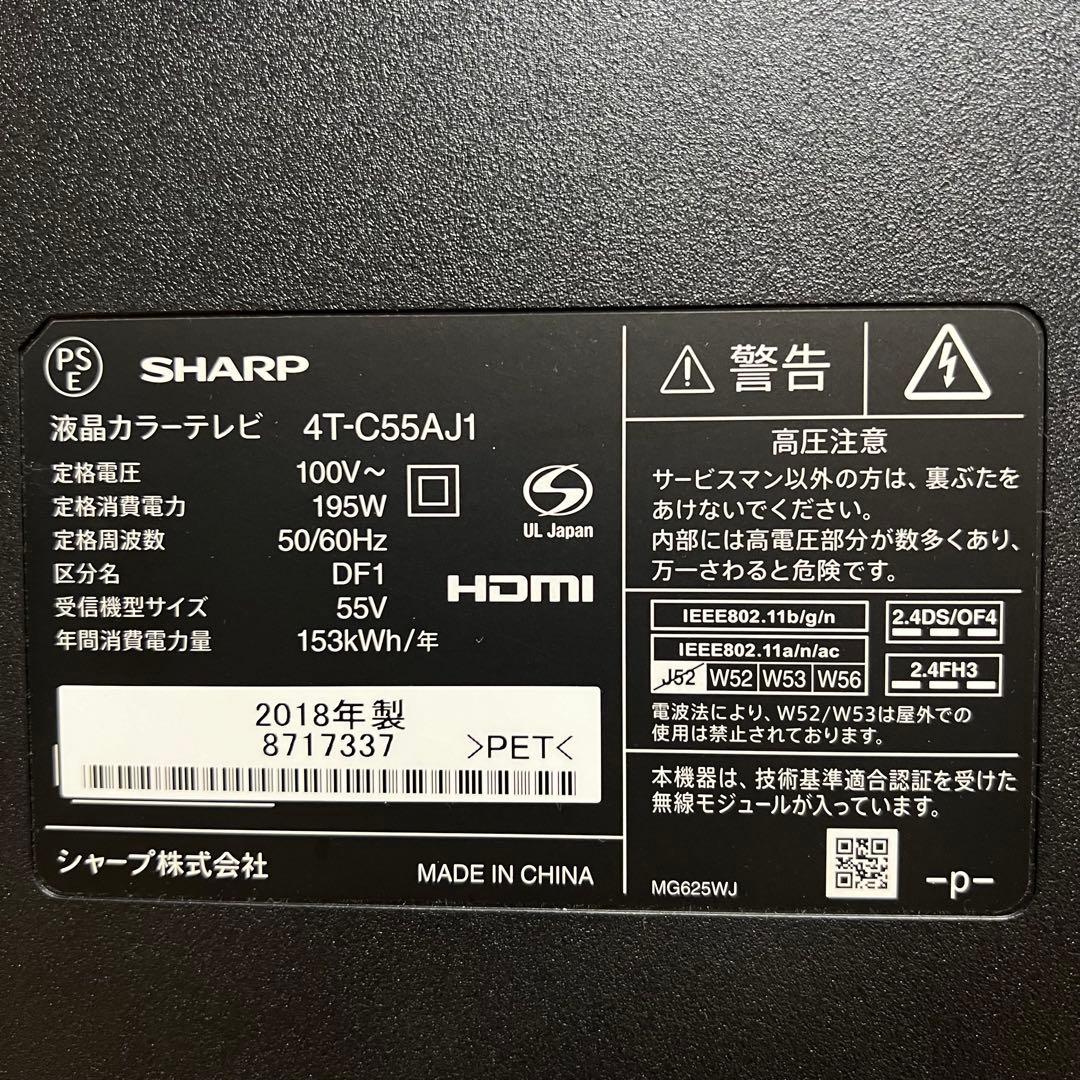 PS
E
SHARP
液晶カラーテレビ 4T-C55AJ1
定格電圧 100V～
定格消費電力 195W
定格周波数 50/60Hz
区分名 DF1
受信機型サイズ 55V
年間消費電力量 153kWh/年
S
UL Japan
HDMI
2018年製
8717337 >PET<
シャープ株式会社 MADE IN CHINA
警告
高圧注意
サービスマン以外の方は、裏ぶたを
あけないでください。
内部には高電圧部分が数多くあり、
万一さわると危険です。
IEEE802.11b/g/n
IEEE802.11a/n/ac
J52 W52 W53 W56
2.4DS/OF4
2.4FH3
電波法により、W52/W53は屋外での
使用は禁止されております。
本機器は、技術基準適合認証を受けた
無線モジュールが入っています。
MG625WJ -p-